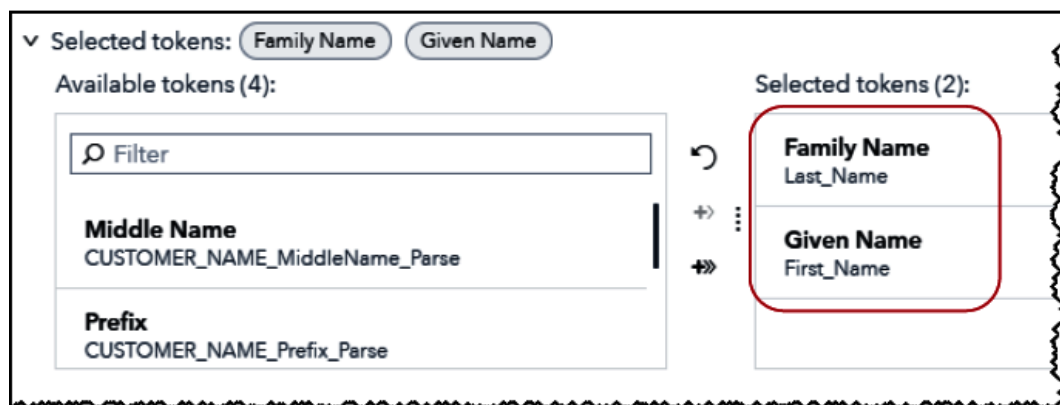 Selected tokens: Family Name Given Name
Available tokens (4):
Selected tokens (2):
Filter
Family Name
Last_Name
Middle Name
CUSTOMER_NAME_MiddleName_Parse
Given Name
First_Name
Prefix
CUSTOMER_NAME_Prefix_Parse